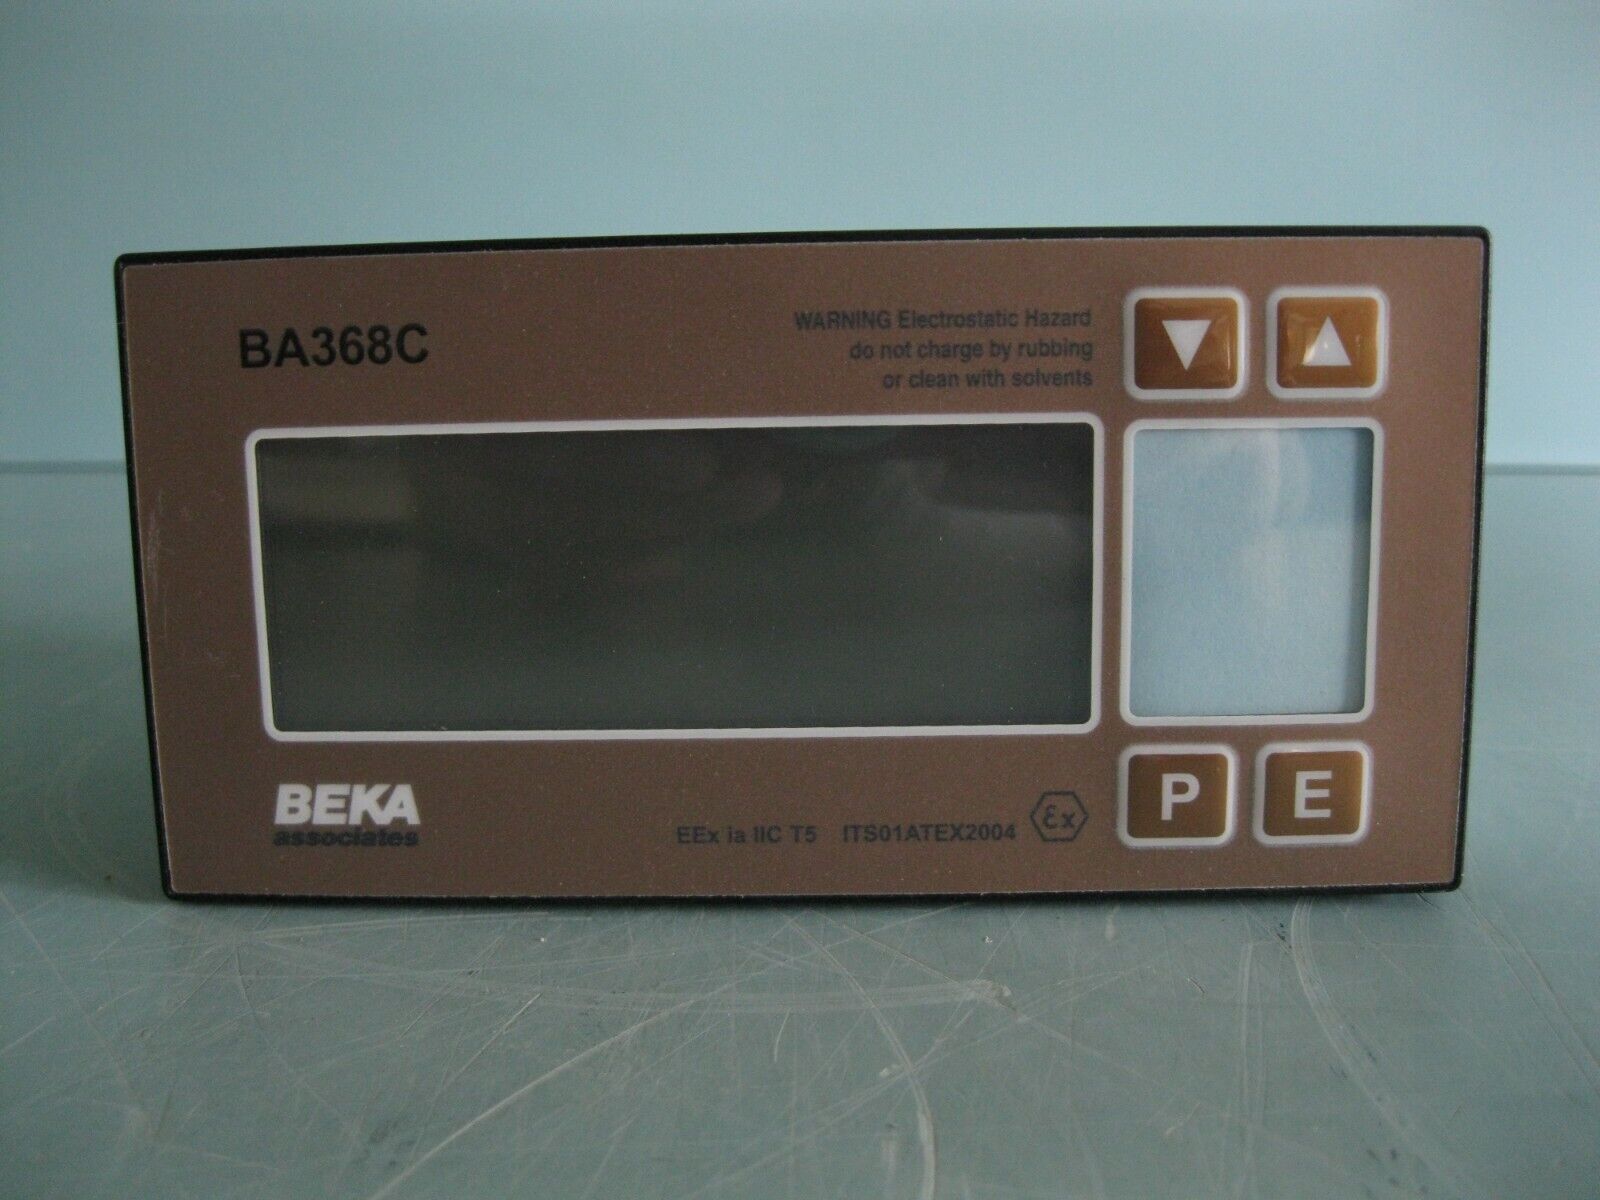 BA368C
WARNING Electrostatic Hazard
do not charge by rubbing
or clean with solvents
BEKA
associates
EEx ia IIC T5 ITS01ATEX2004
Ex
P E